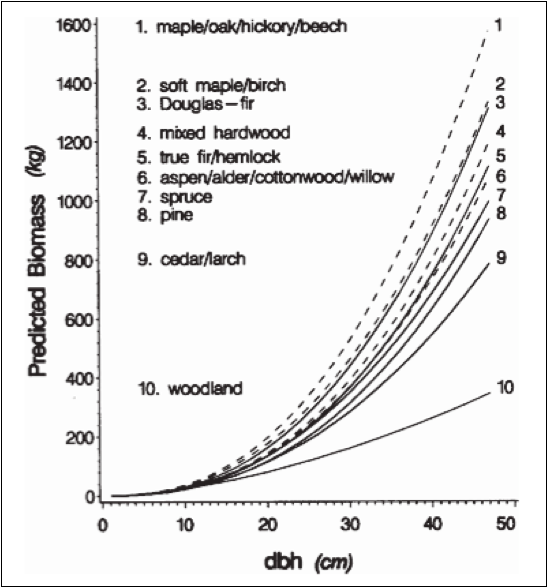 1600
1400
1200
1000
800
600
400
200
0
Predicted Biomass (kg)
1. maple/oak/hickory/beech
2. soft maple/birch
3. Douglas-fir
4. mixed hardwood
5. true fir/hemlock
6. aspen/alder/cottonwood/willow
7. spruce
8. pine
9. cedar/larch
10. woodland
1
2
3
4
5
6
7
8
9
10
0 10 20 30 40 50
dbh (cm)